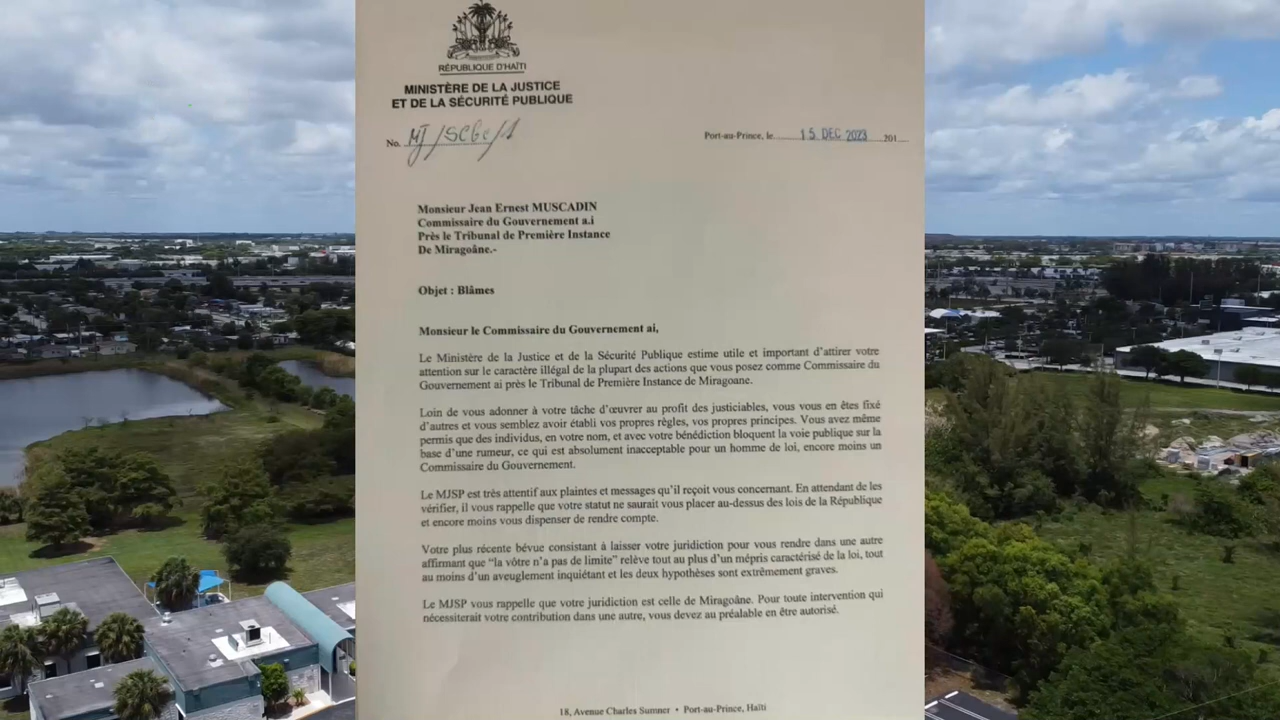 RÉPUBLIQUE D'HAÏTI
MINISTÈRE DE LA JUSTICE
ET DE LA SÉCURITÉ PUBLIQUE
No. MJ/SCGC/1
Port-au-Prince, le 15 DEC 2023 201
Monsieur Jean Ernest MUSCADIN
Commissaire du Gouvernement a.i
Près le Tribunal de Première Instance
De Miragoâne.-
Objet : Blâmes
Monsieur le Commissaire du Gouvernement ai,
Le Ministère de la Justice et de la Sécurité Publique estime utile et important d'attirer votre
attention sur le caractère illégal de la plupart des actions que vous posez comme Commissaire du
Gouvernement ai près le Tribunal de Première Instance de Miragoane.
Loin de vous adonner à votre tâche d'œuvrer au profit des justiciables, vous vous en êtes fixé
d'autres et vous semblez avoir établi vos propres règles, vos propres principes. Vous avez même
permis que des individus, en votre nom, et avec votre bénédiction bloquent la voie publique sur la
base d'une rumeur, ce qui est absolument inacceptable pour un homme de loi, encore moins un
Commissaire du Gouvernement.
Le MJSP est très attentif aux plaintes et messages qu'il reçoit vous concernant. En attendant de les
vérifier, il vous rappelle que votre statut ne saurait vous placer au-dessus des lois de la République
et encore moins vous dispenser de rendre compte.
Votre plus récente bévue consistant à laisser votre juridiction pour vous rendre dans une autre
affirmant que "la vôtre n'a pas de limite" relève tout au plus d'un mépris caractérisé de la loi, tout
au moins d'un aveuglement inquiétant et les deux hypothèses sont extrêmement graves.
Le MJSP vous rappelle que votre juridiction est celle de Miragoâne. Pour toute intervention qui
nécessiterait votre contribution dans une autre, vous devez au préalable en être autorisé.
18, Avenue Charles Sumner • Port-au-Prince, Haïti